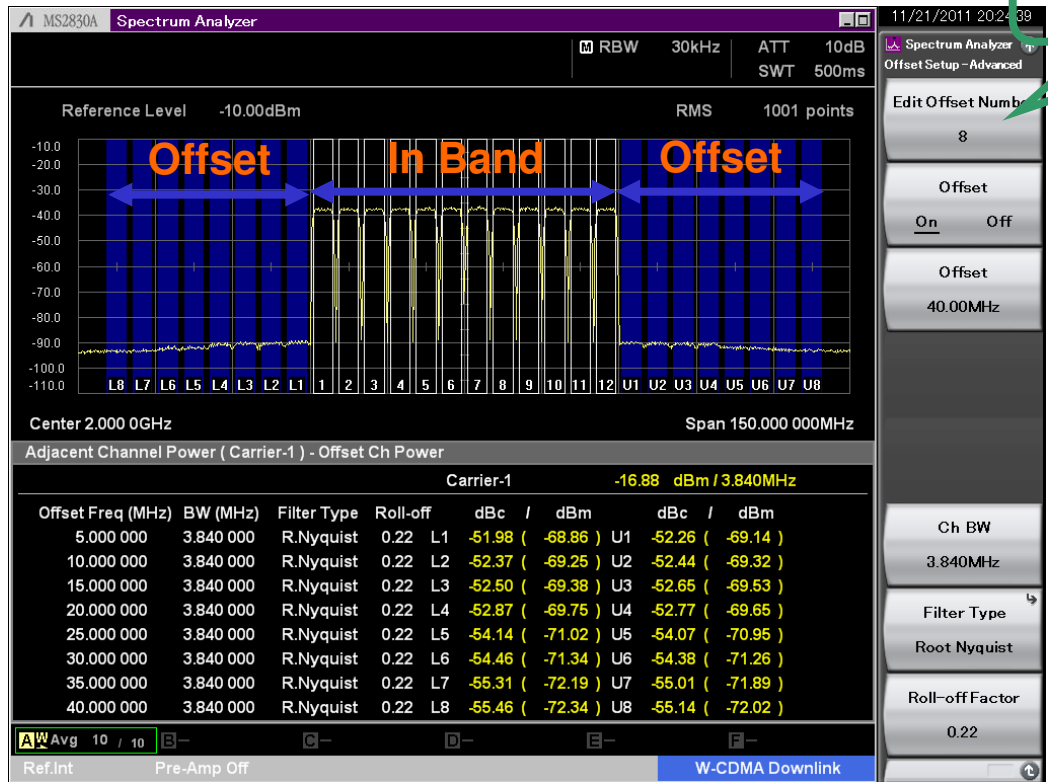 MS2830A Spectrum Analyzer
11/21/2011 20:24:39
M RBW 30kHz ATT 10dB
SWT 500ms
Reference Level -10.00dBm RMS 1001 points
Offset In Band Offset
-10.0
-20.0
-30.0
-40.0
-50.0
-60.0
-70.0
-80.0
-90.0
-100.0
-110.0
L8 L7 L6 L5 L4 L3 L2 L1 1 2 3 4 5 6 7 8 9 10 11 12 U1 U2 U3 U4 U5 U6 U7 U8
Center 2.000 0GHz Span 150.000 000MHz
Adjacent Channel Power ( Carrier-1 ) - Offset Ch Power
Carrier-1 -16.88 dBm / 3.840MHz
Offset Freq (MHz) BW (MHz) Filter Type Roll-off dBc / dBm dBc / dBm
5.000 000 3.840 000 R.Nyquist 0.22 L1 -51.98 ( -68.86 ) U1 -52.26 ( -69.14 )
10.000 000 3.840 000 R.Nyquist 0.22 L2 -52.37 ( -69.25 ) U2 -52.44 ( -69.32 )
15.000 000 3.840 000 R.Nyquist 0.22 L3 -52.50 ( -69.38 ) U3 -52.65 ( -69.53 )
20.000 000 3.840 000 R.Nyquist 0.22 L4 -52.87 ( -69.75 ) U4 -52.77 ( -69.65 )
25.000 000 3.840 000 R.Nyquist 0.22 L5 -54.14 ( -71.02 ) U5 -54.07 ( -70.95 )
30.000 000 3.840 000 R.Nyquist 0.22 L6 -54.46 ( -71.34 ) U6 -54.38 ( -71.26 )
35.000 000 3.840 000 R.Nyquist 0.22 L7 -55.31 ( -72.19 ) U7 -55.01 ( -71.89 )
40.000 000 3.840 000 R.Nyquist 0.22 L8 -55.46 ( -72.34 ) U8 -55.14 ( -72.02 )
A W Avg 10 / 10 B- C- D- E- F-
Ref.Int Pre-Amp Off W-CDMA Downlink
Spectrum Analyzer
Offset Setup-Advanced
Edit Offset Numbe
8
Offset
On Off
Offset
40.00MHz
Ch BW
3.840MHz
Filter Type
Root Nyquist
Roll-off Factor
0.22